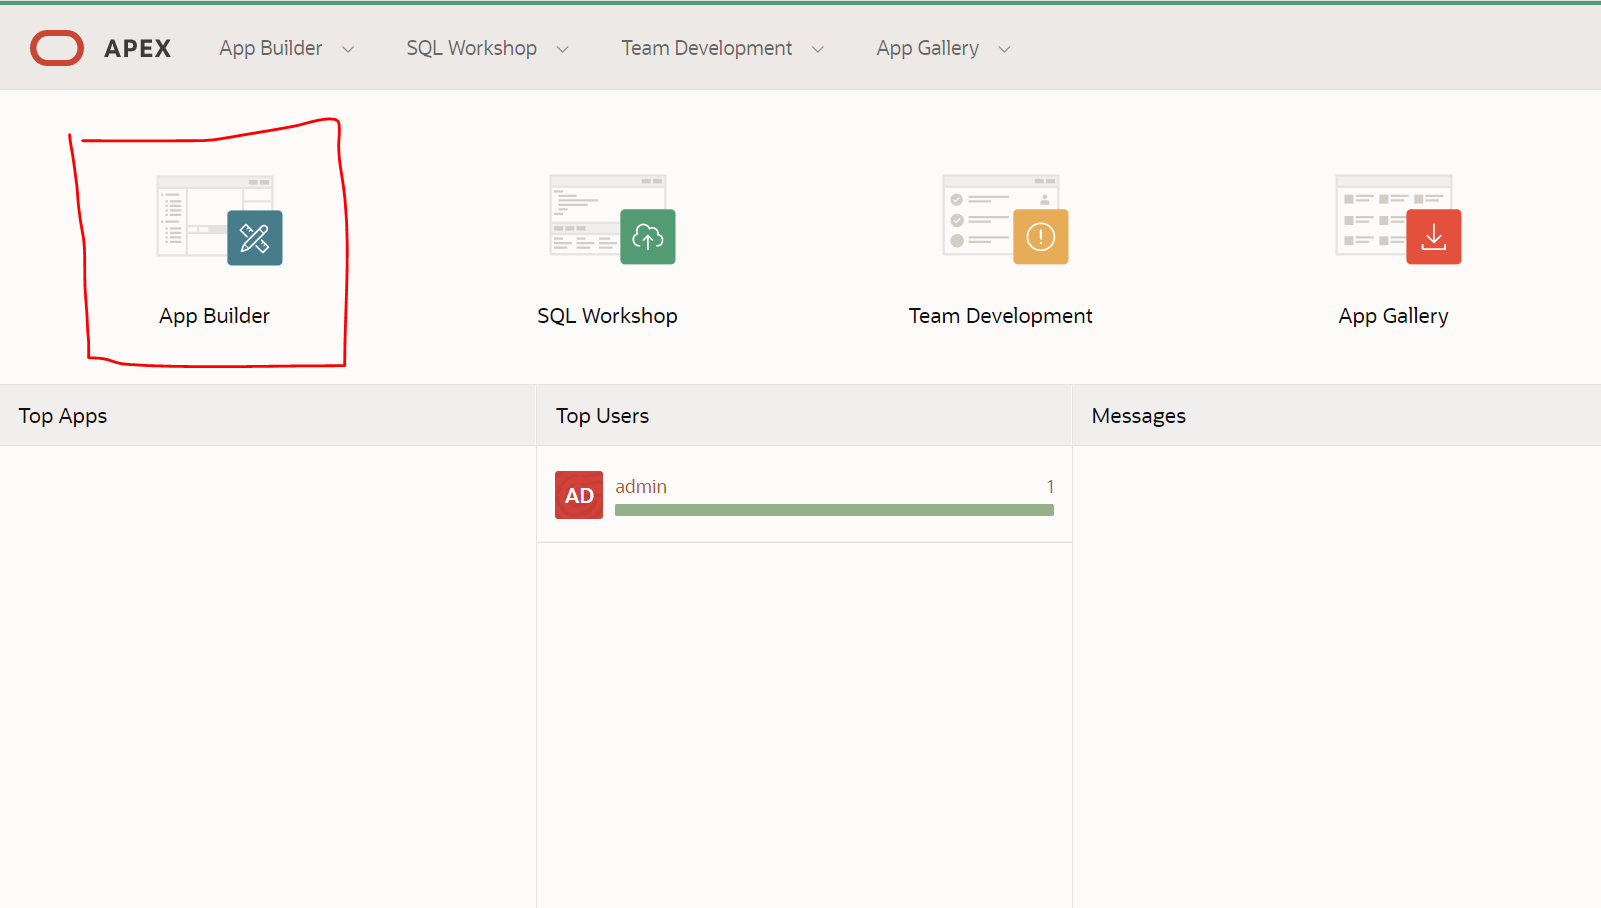 APEX App Builder SQL Workshop Team Development App Gallery
App Builder SQL Workshop Team Development App Gallery
Top Apps Top Users Messages
AD admin 1